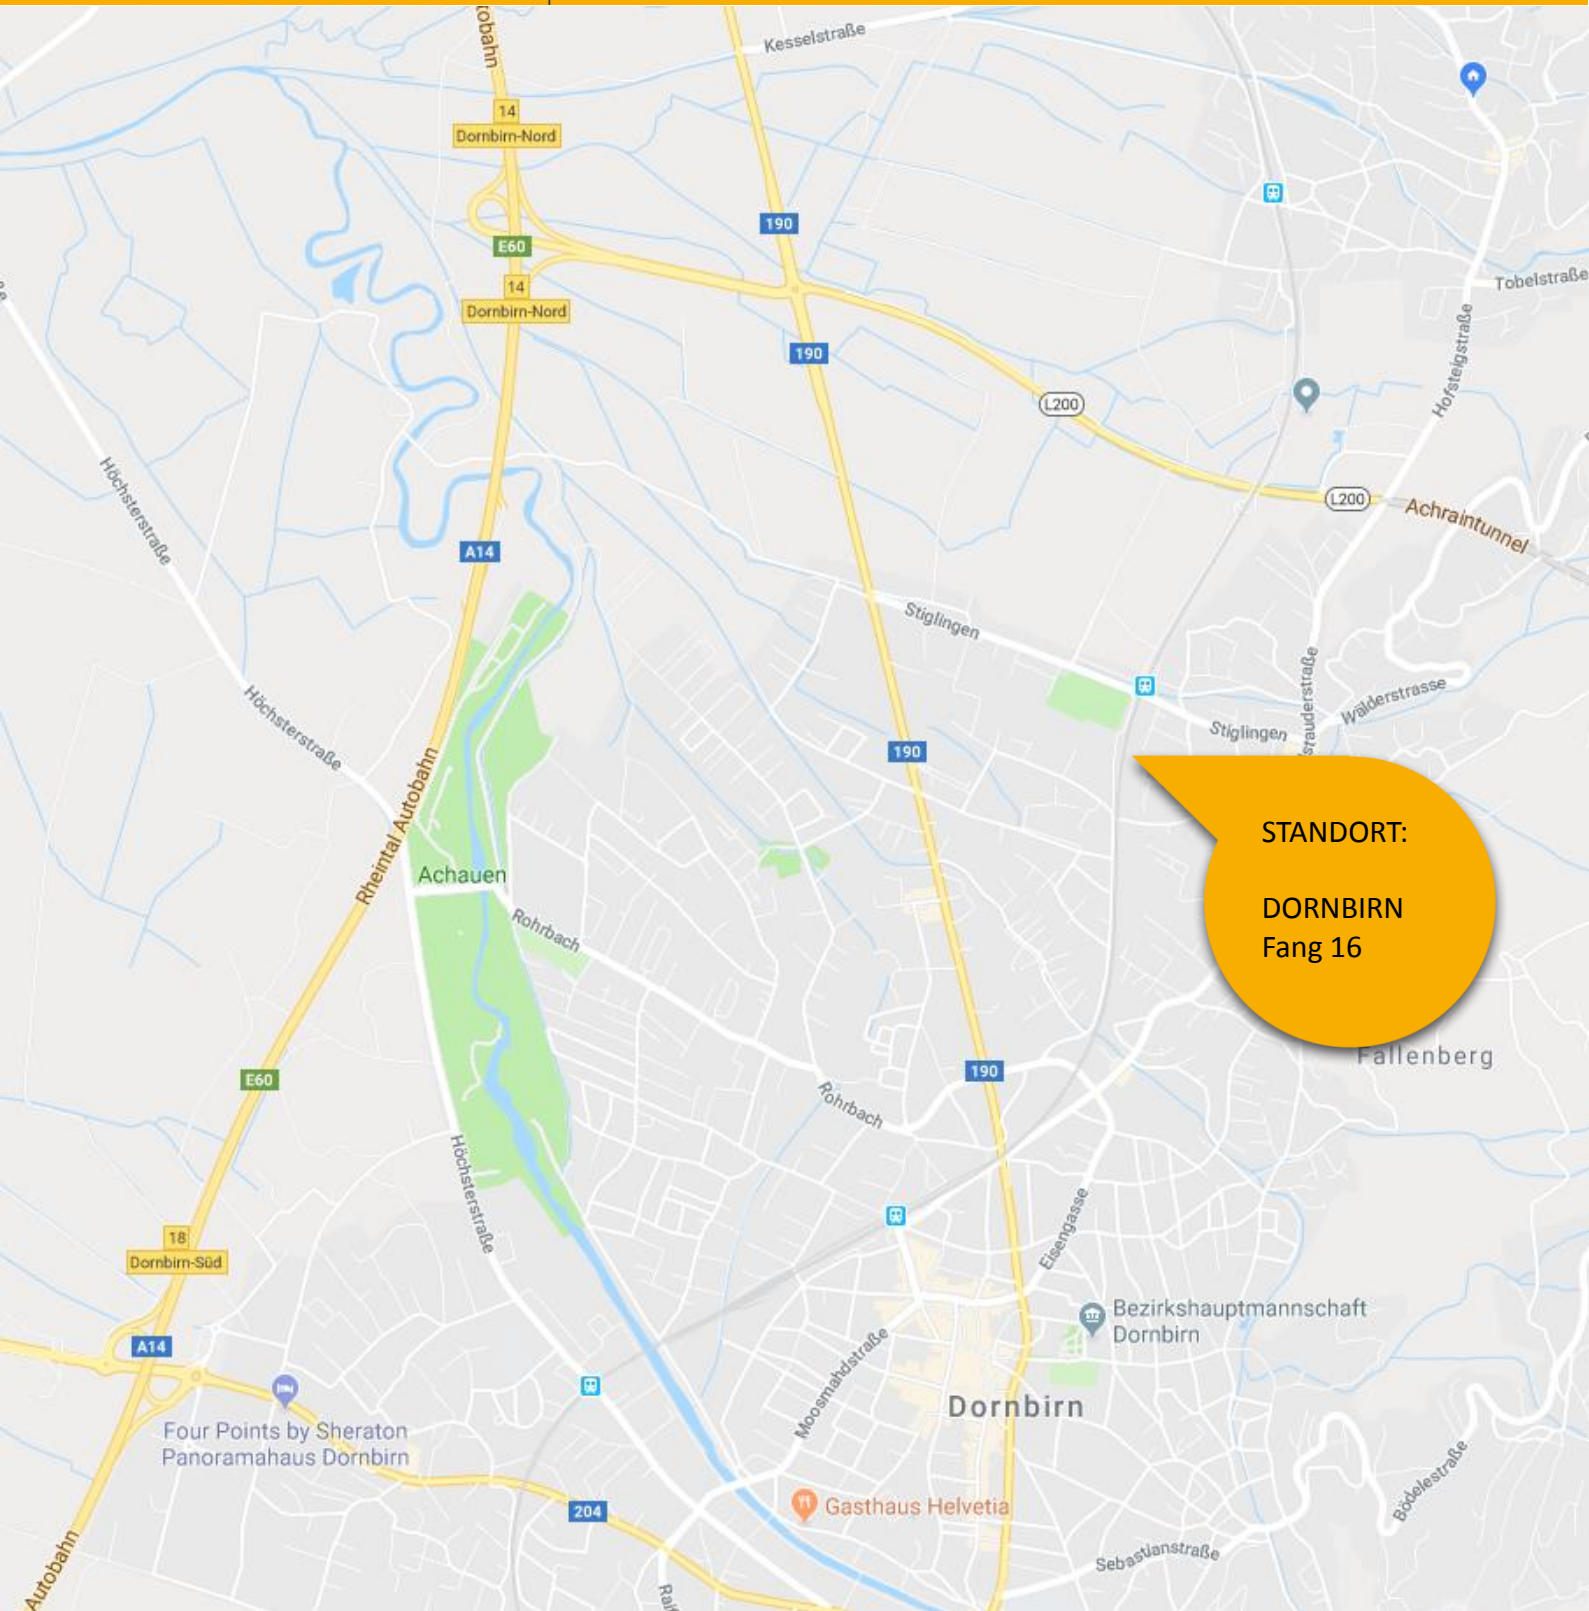 Kesselstraße
14
Dornbirn-Nord
190
E60
14
Dornbirn-Nord
Tobelstraße
190
Hofsteigstraße
L200
L200
Achraintunnel
Höchsterstraße
A14
Stiglingen
Höchsterstraße
Wälderstrasse
Stiglingen
190
Rheintal Autobahn
STANDORT:
DORNBIRN
Fang 16
Achauen
Rohrbach
Fallenberg
E60
190
Rohrbach
Höchsterstraße
Eisengasse
18
Dornbirn-Süd
Bezirkshauptmannschaft
Dornbirn
A14
Moosmahdstraße
Dornbirn
Four Points by Sheraton
Panoramahaus Dornbirn
Bödelestraße
204
Gasthaus Helvetia
Sebastianstraße
Autobahn